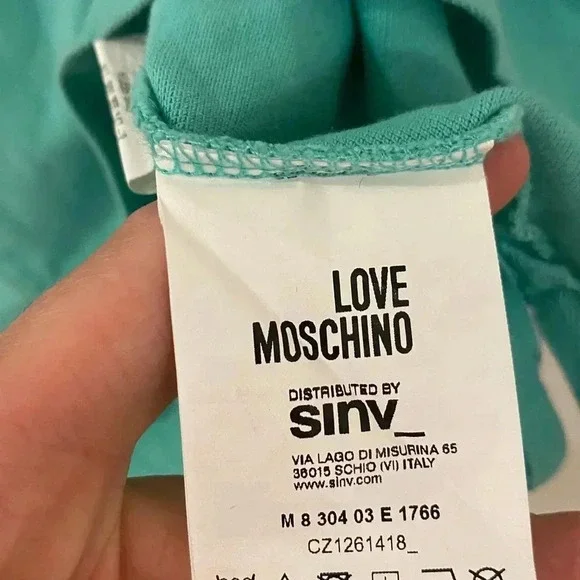 LOVE
MOSCHINO
DISTRIBUTED BY
sinv_
VIA LAGO DI MISURINA 65
36015 SCHIO (VI) ITALY
www.sinv.com
M 8 304 03 E 1766
CZ1261418_